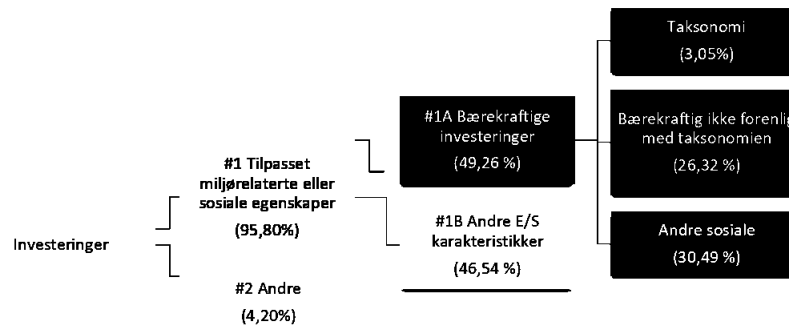 Investeringer
#1 Tilpasset
miljørelaterte eller
sosiale egenskaper
(95,80%)
#2 Andre
(4,20%)
#1A Bærekraftige
investeringer
(49,26 %)
#1B Andre E/S
karakteristikker
(46,54 %)
Taksonomi
(3,05%)
Bærekraftig ikke forenlig
med taksonomien
(26,32 %)
Andre sosiale
(30,49 %)